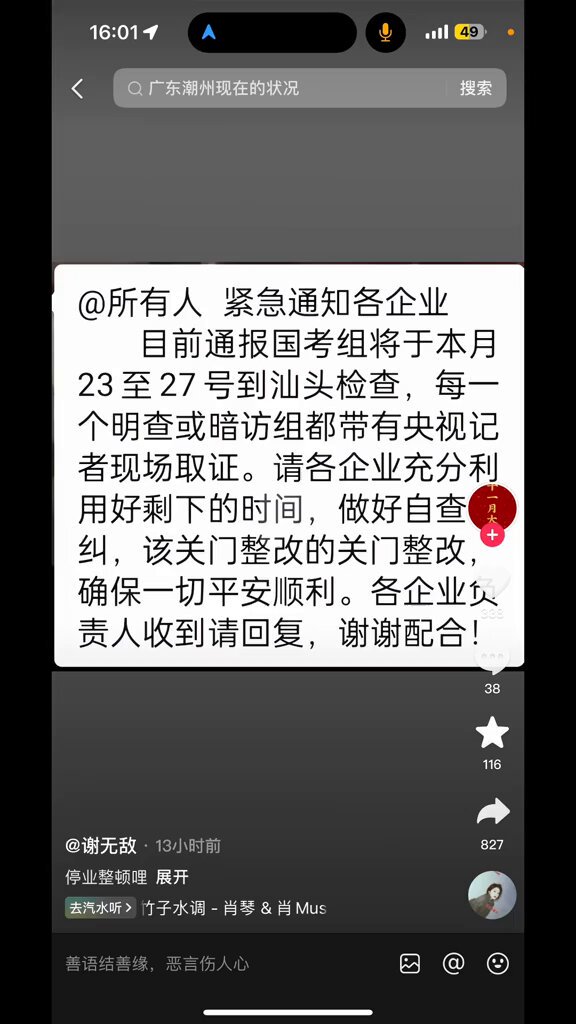 16:01
49
广东潮州现在的状况
搜索
@所有人 紧急通知各企业
目前通报国考组将于本月
23至27号到汕头检查，每一
个明查或暗访组都带有央视记
者现场取证。请各企业充分利
用好剩下的时间，做好自查
纠，该关门整改的关门整改，
确保一切平安顺利。各企业负
责人收到请回复，谢谢配合！
一
月
大
338
38
116
827
@谢无敌 · 13小时前
停业整顿哩 展开
去汽水听 > 竹子水调 - 肖琴 & 肖 Mus
善语结善缘，恶言伤人心